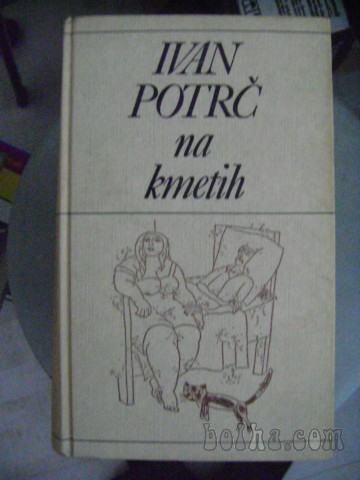 IVAN
POTRČ
na
kmetih
bolha.com